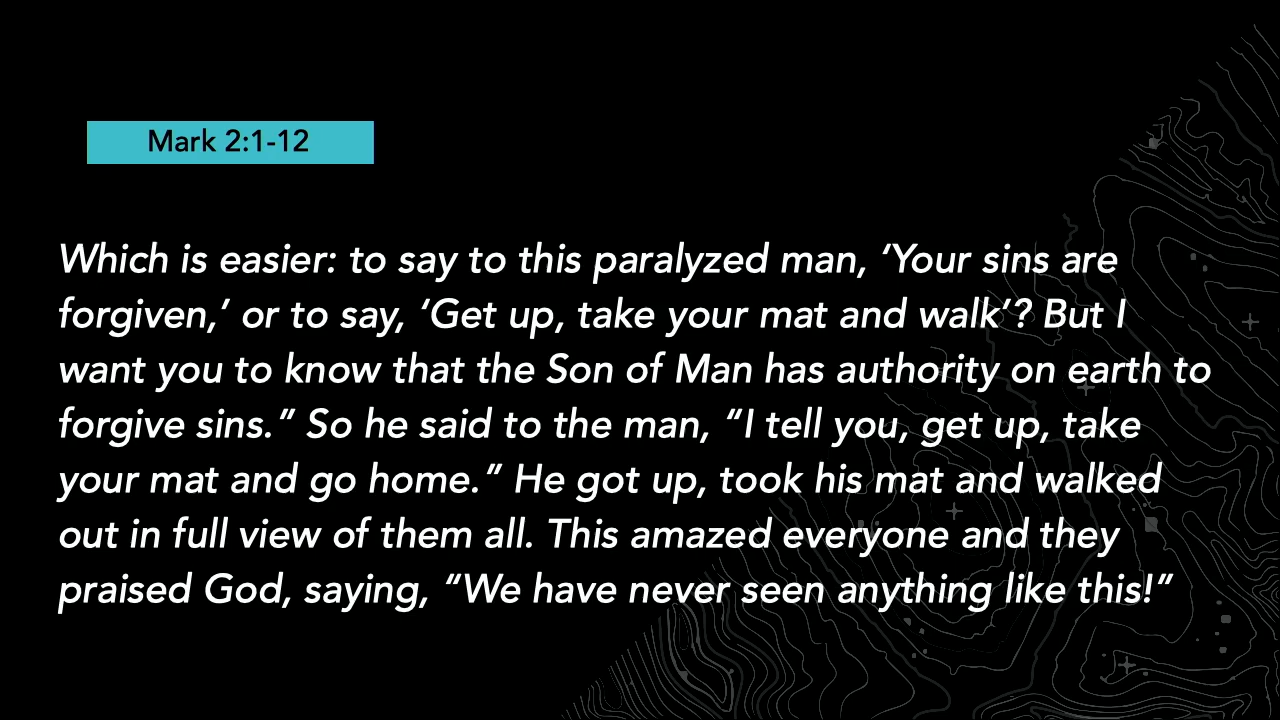 Mark 2:1-12
Which is easier: to say to this paralyzed man, ‘Your sins are
forgiven,’ or to say, ‘Get up, take your mat and walk’? But I
want you to know that the Son of Man has authority on earth to
forgive sins.” So he said to the man, “I tell you, get up, take
your mat and go home.” He got up, took his mat and walked
out in full view of them all. This amazed everyone and they
praised God, saying, “We have never seen anything like this!”